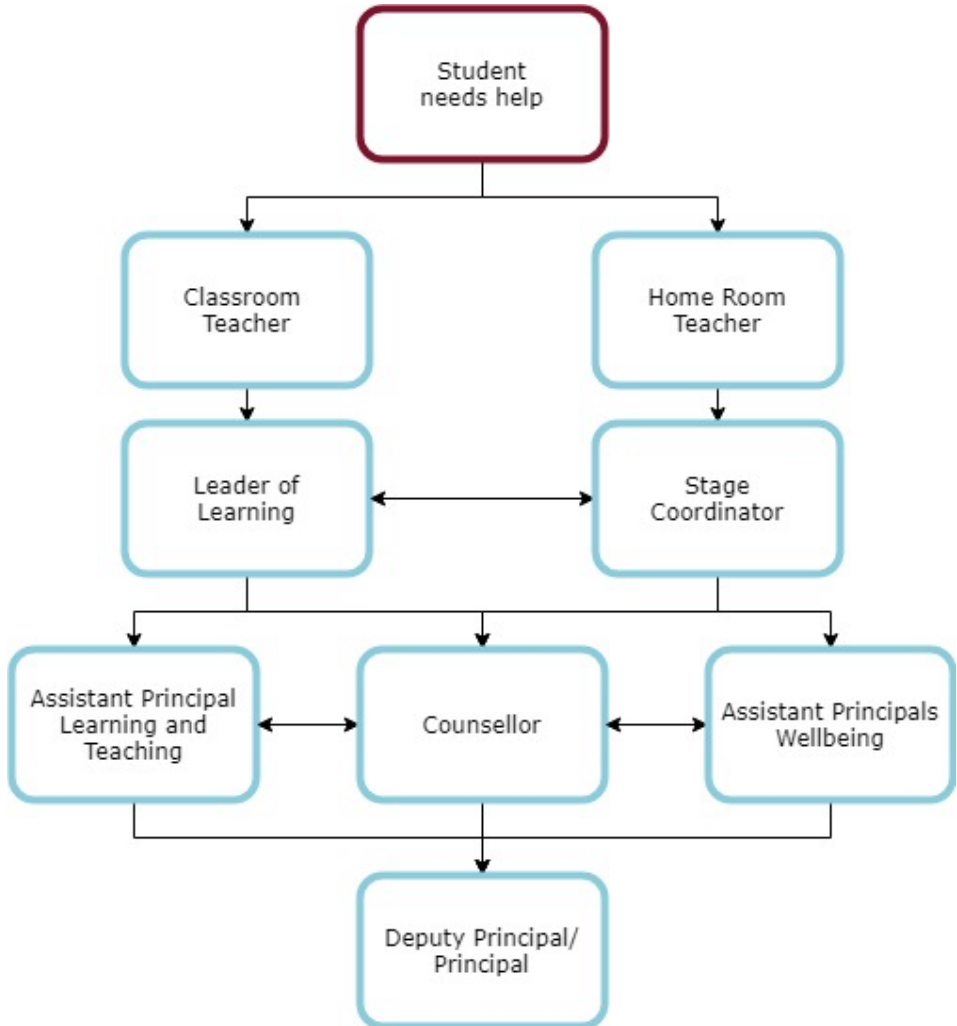 Student
needs help
Classroom
Teacher
Home Room
Teacher
Leader of
Learning
Stage
Coordinator
Assistant Principal
Learning and
Teaching
Counsellor
Assistant Principals
Wellbeing
Deputy Principal/
Principal